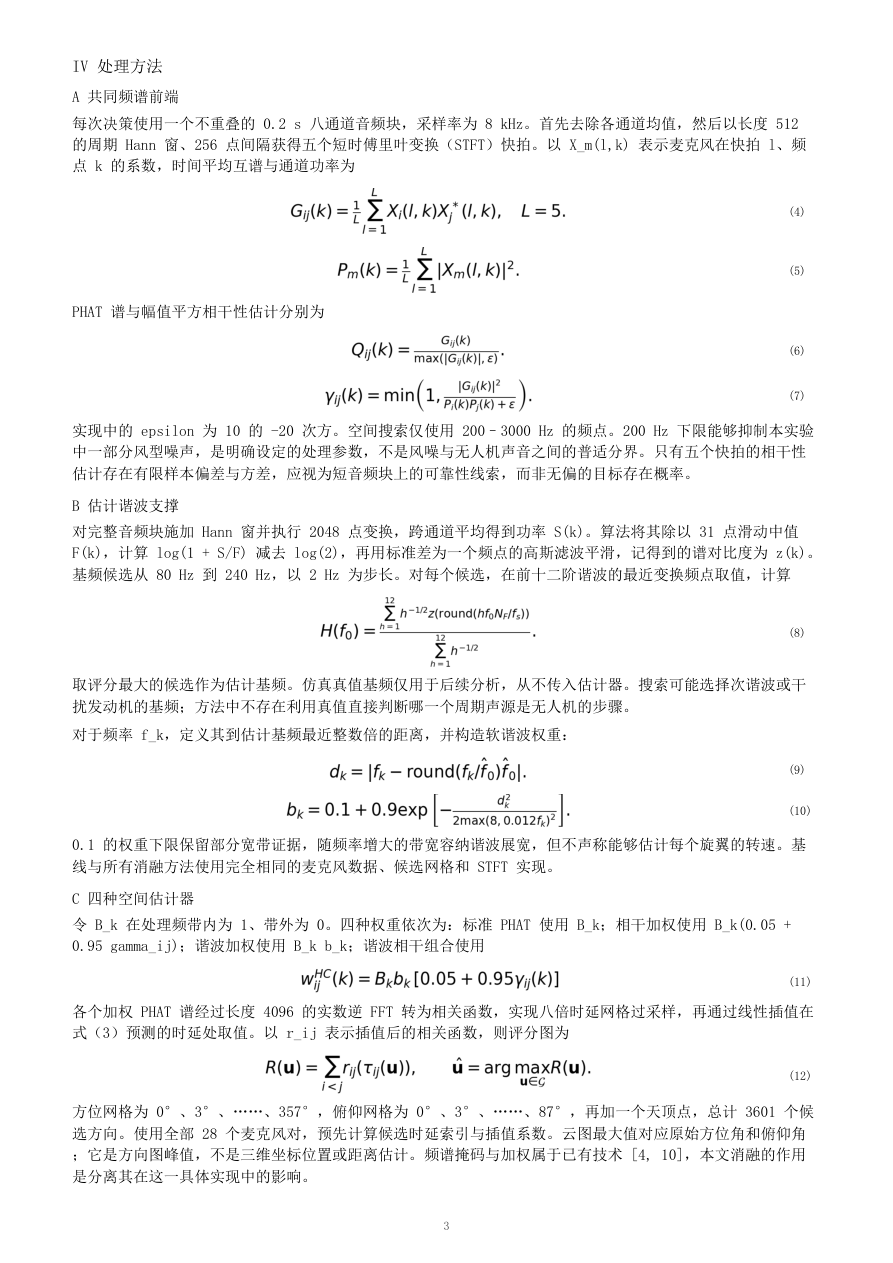 IV 处理方法
A 共同频谱前端
每次决策使用一个不重叠的 0.2 s 八通道音频块，采样率为 8 kHz。首先去除各通道均值，然后以长度 512
的周期 Hann 窗、256 点间隔获得五个短时傅里叶变换（STFT）快拍。以 X_m(l,k) 表示麦克风在快拍 l、频
点 k 的系数，时间平均互谱与通道功率为
G_{ij}(k) = \frac{1}{L} \sum_{l=1}^{L} X_i(l, k)X_j^*(l, k), L = 5. (4)
P_m(k) = \frac{1}{L} \sum_{l=1}^{L} |X_m(l, k)|^2. (5)
PHAT 谱与幅值平方相干性估计分别为
Q_{ij}(k) = \frac{G_{ij}(k)}{max(|G_{ij}(k)|, ε)}. (6)
γ_{ij}(k) = min(1, \frac{|G_{ij}(k)|^2}{P_i(k)P_j(k) + ε}). (7)
实现中的 epsilon 为 10 的 -20 次方。空间搜索仅使用 200–3000 Hz 的频点。200 Hz 下限能够抑制本实验
中一部分风型噪声，是明确设定的处理参数，不是风噪与无人机声音之间的普适分界。只有五个快拍的相干性
估计存在有限样本偏差与方差，应视为短音频块上的可靠性线索，而非无偏的目标存在概率。
B 估计谐波支撑
对完整音频块施加 Hann 窗并执行 2048 点变换，跨通道平均得到功率 S(k)。算法将其除以 31 点滑动中值
F(k)，计算 log(1 + S/F) 减去 log(2)，再用标准差为一个频点的高斯滤波平滑，记得到的谱对比度为 z(k)。
基频候选从 80 Hz 到 240 Hz，以 2 Hz 为步长。对每个候选，在前十二阶谐波的最近变换频点取值，计算
H(f_0) = \frac{\sum_{h=1}^{12} h^{-1/2} z(round(hf_0N_F/f_s))}{\sum_{h=1}^{12} h^{-1/2}}. (8)
取评分最大的候选作为估计基频。仿真真值基频仅用于后续分析，从不传入估计器。搜索可能选择次谐波或干
扰发动机的基频；方法中不存在利用真值直接判断哪一个周期声源是无人机的步骤。
对于频率 f_k，定义其到估计基频最近整数倍的距离，并构造软谐波权重：
d_k = |f_k − round(f_k/\hat{f}_0)\hat{f}_0|. (9)
b_k = 0.1 + 0.9exp[−\frac{d_k^2}{2max(8, 0.012f_k)^2}]. (10)
0.1 的权重下限保留部分宽带证据，随频率增大的带宽容纳谐波展宽，但不声称能够估计每个旋翼的转速。基
线与所有消融方法使用完全相同的麦克风数据、候选网格和 STFT 实现。
C 四种空间估计器
令 B_k 在处理频带内为 1、带外为 0。四种权重依次为：标准 PHAT 使用 B_k；相干加权使用 B_k(0.05 +
0.95 gamma_ij)；谐波加权使用 B_k b_k；谐波相干组合使用
w_{ij}^{HC}(k) = B_k b_k [0.05 + 0.95γ_{ij}(k)] (11)
各个加权 PHAT 谱经过长度 4096 的实数逆 FFT 转为相关函数，实现八倍时延网格过采样，再通过线性插值在
式（3）预测的时延处取值。以 r_ij 表示插值后的相关函数，则评分图为
R(\mathbf{u}) = \sum_{i<j} r_{ij}(τ_{ij}(\mathbf{u})), \hat{\mathbf{u}} = arg max_{\mathbf{u}∈\mathcal{G}} R(\mathbf{u}). (12)
方位网格为 0°、3°、……、357°，俯仰网格为 0°、3°、……、87°，再加一个天顶点，总计 3601 个候
选方向。使用全部 28 个麦克风对，预先计算候选时延索引与插值系数。云图最大值对应原始方位角和俯仰角
；它是方向图峰值，不是三维坐标位置或距离估计。频谱掩码与加权属于已有技术 [4, 10]，本文消融的作用
是分离其在这一具体实现中的影响。
3